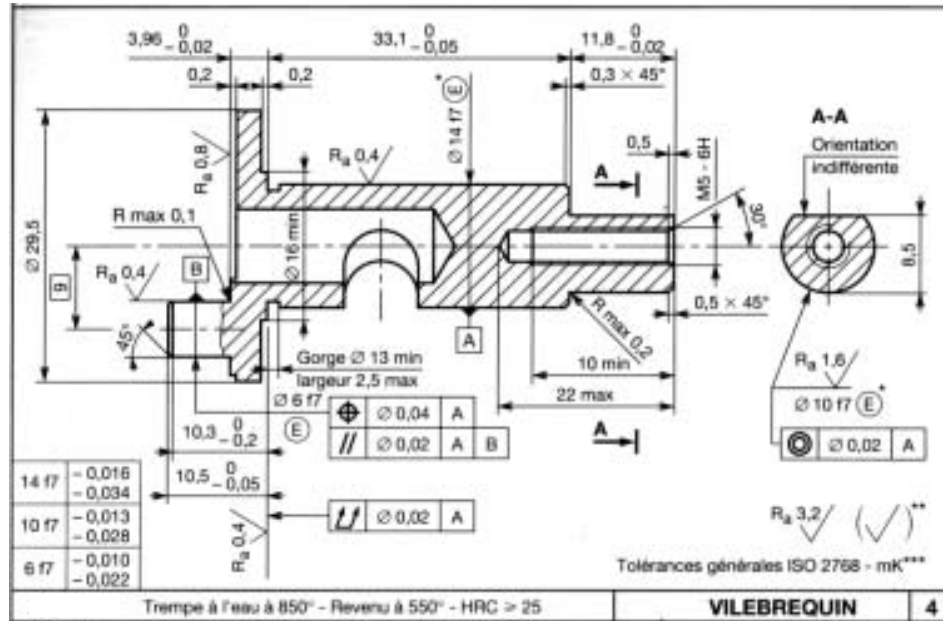 3,96 0 - 0,02
33,1 0 - 0,05
11,8 0 - 0,02
0,2
0,2
0,3 × 45°
Ø 14 f7 Ⓔ *
A-A
Orientation
indifférente
Ra 0,8
Ra 0,4
0,5
M5 - 6H
A
30°
R max 0,1
Ø 16 min
Ø 29,5
Ra 0,4
B
9
8,5
45°
A
R max 0,2
0,5 × 45°
Gorge Ø 13 min
largeur 2,5 max
10 min
22 max
Ra 1,6
Ø 6 f7
Ⓔ
Ø 10 f7 Ⓔ *
⌖ Ø 0,04 A
// Ø 0,02 A B
A
◎ Ø 0,02 A
10,3 0 - 0,2
10,5 0 - 0,05
14 f7 - 0,016 - 0,034
10 f7 - 0,013 - 0,028
6 f7 - 0,010 - 0,022
Ø 0,02 A
Ra 0,4
Ra 3,2 ( ) **
Tolérances générales ISO 2768 - mK***
Trempe à l'eau à 850° - Revenu à 550° - HRC ≥ 25
VILEBREQUIN
4